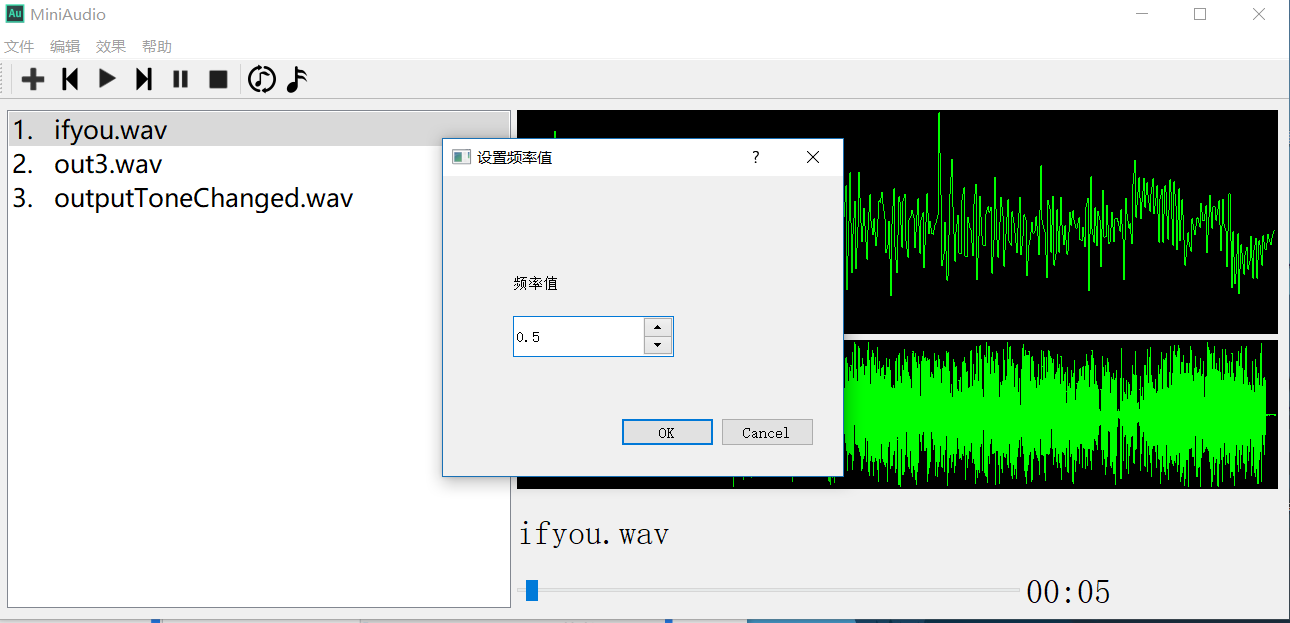 Au MiniAudio
文件 编辑 效果 帮助
1. ifyou.wav
2. out3.wav
3. outputToneChanged.wav
设置频率值 ?
频率值
0.5
OK Cancel
ifyou.wav
00:05